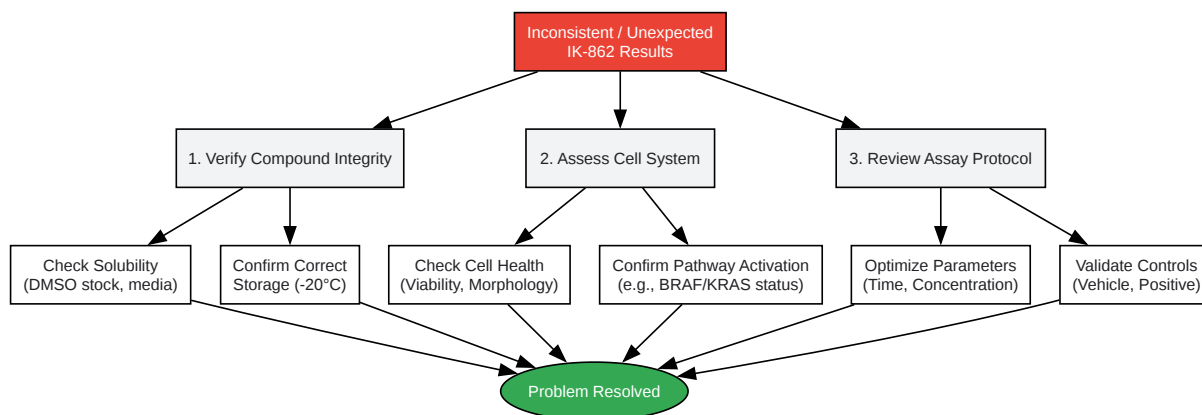 Inconsistent / Unexpected
IK-862 Results
1. Verify Compound Integrity
2. Assess Cell System
3. Review Assay Protocol
Check Solubility
(DMSO stock, media)
Confirm Correct
Storage (-20°C)
Check Cell Health
(Viability, Morphology)
Confirm Pathway Activation
(e.g., BRAF/KRAS status)
Optimize Parameters
(Time, Concentration)
Validate Controls
(Vehicle, Positive)
Problem Resolved